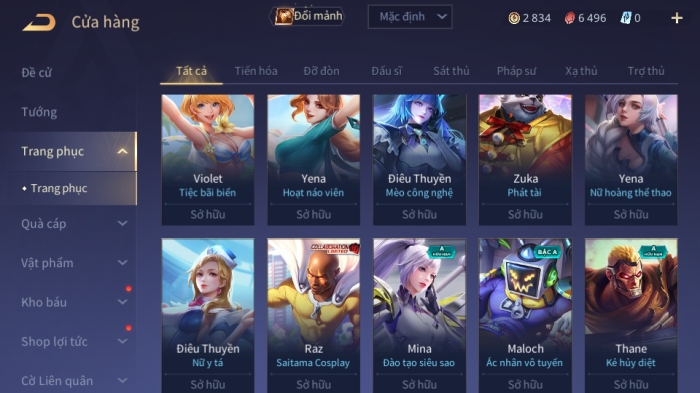 Cửa hàng
Đổi mảnh
Mặc định
2 834
6 496
0
Đề cử
Tướng
Trang phục
Trang phục
Quà cáp
Vật phẩm
Kho báu
Shop lợi tức
Cờ Liên quân
Tất cả
Tiến hóa
Đỡ đòn
Đấu sĩ
Sát thủ
Pháp sư
Xạ thủ
Trợ thủ
Violet
Tiệc bãi biển
Sở hữu
Yena
Hoạt náo viên
Sở hữu
Điêu Thuyền
Mèo công nghệ
Sở hữu
Zuka
Phát tài
Sở hữu
Yena
Nữ hoàng thể thao
Sở hữu
Điêu Thuyền
Nữ y tá
Sở hữu
COLLABORATION
LIMITED
Raz
Saitama Cosplay
Sở hữu
A
HỮU HẠN
Mina
Đào tạo siêu sao
Sở hữu
BẬC A
Maloch
Ác nhân vô tuyến
Sở hữu
A
HỮU HẠN
Thane
Kẻ hủy diệt
Sở hữu